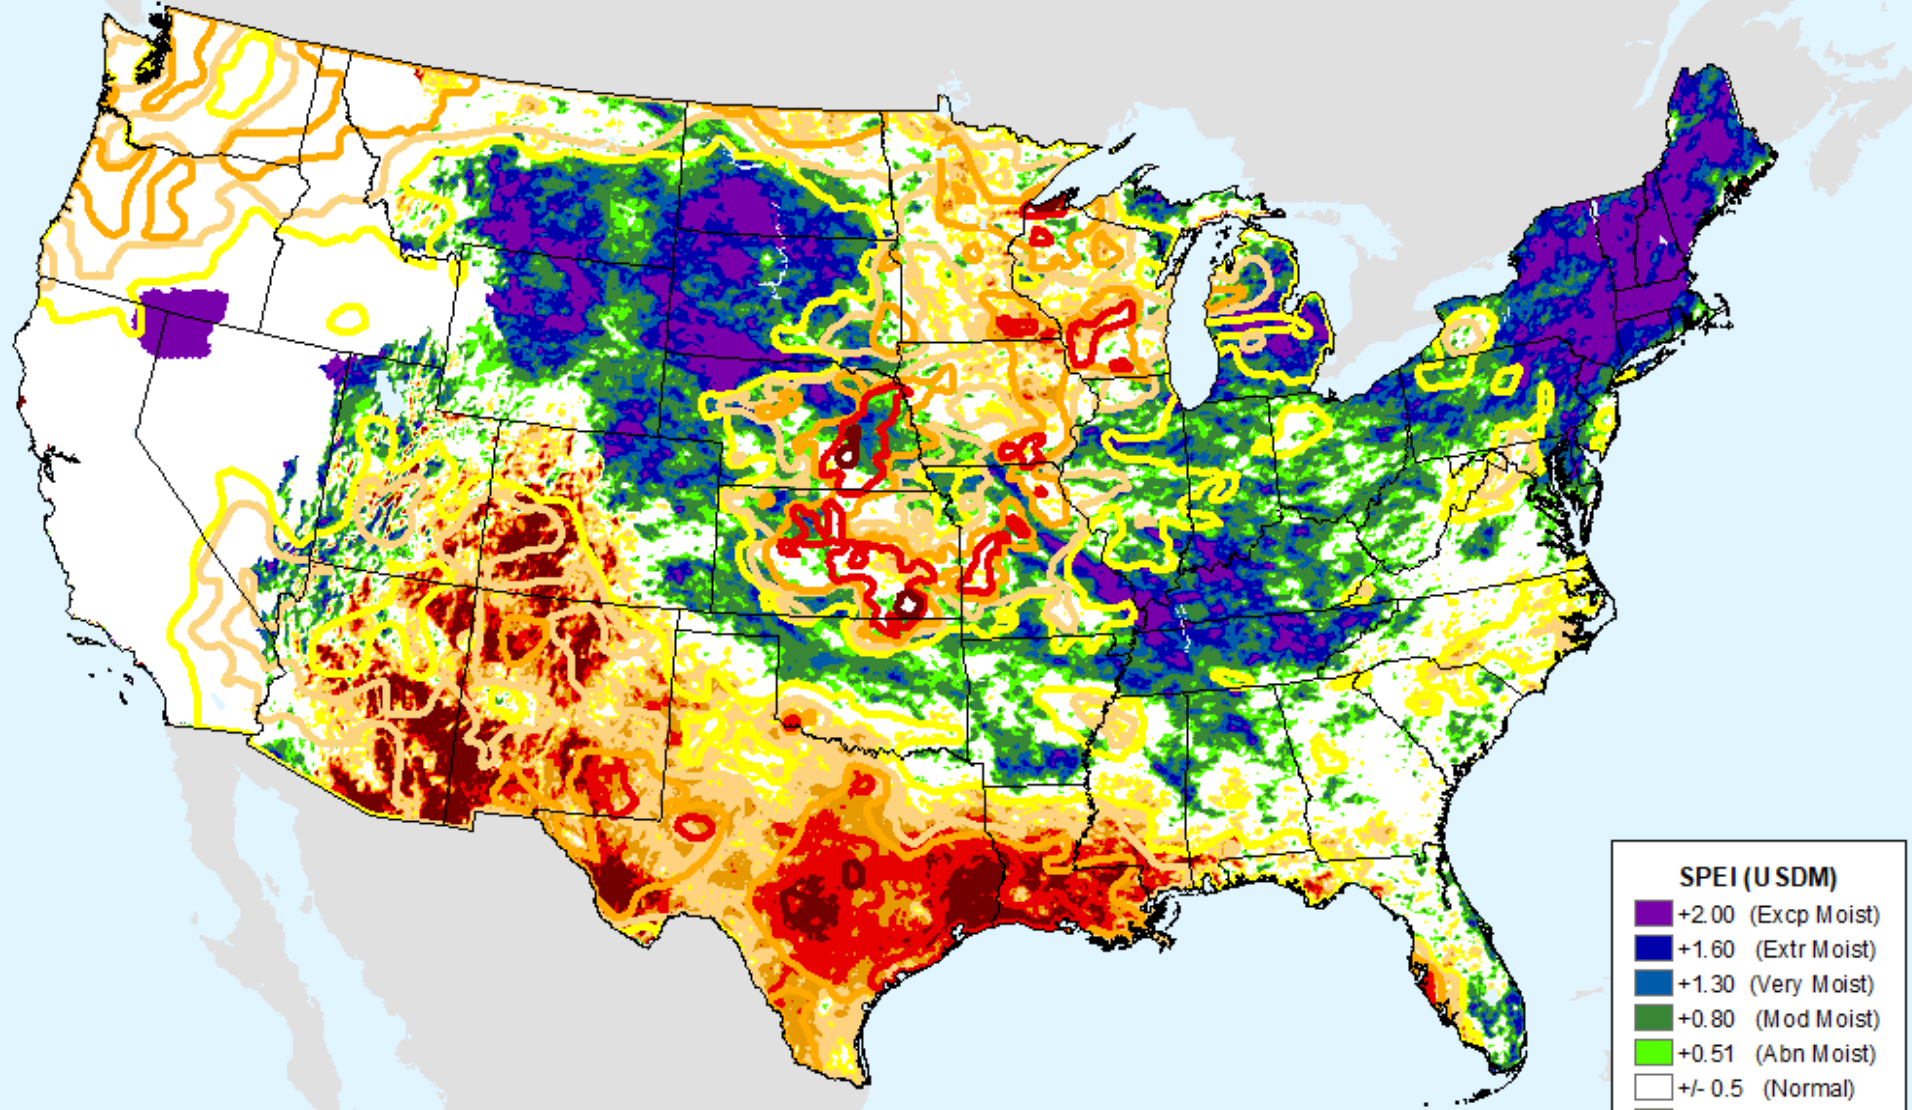 SPEI (USDM)
+2.00 (Excp Moist)
+1.60 (Extr Moist)
+1.30 (Very Moist)
+0.80 (Mod Moist)
+0.51 (Abn Moist)
+/- 0.5 (Normal)